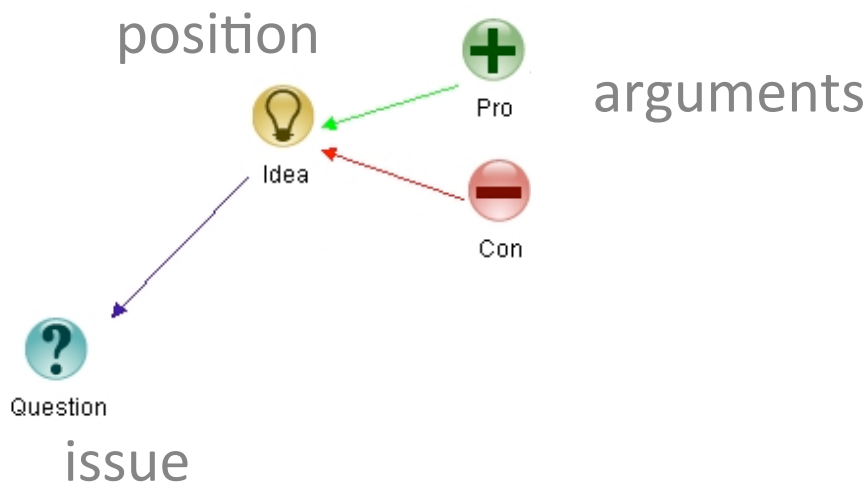 position
Pro
arguments
Idea
Con
?
Question
issue